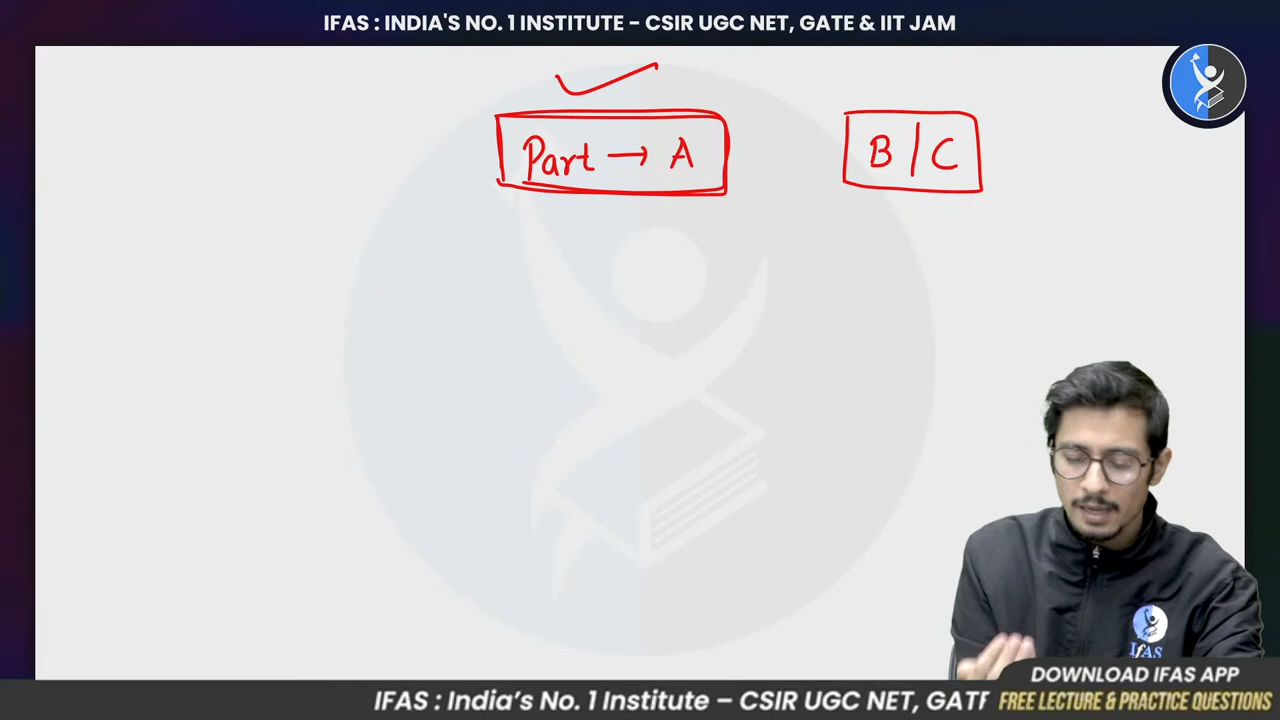 IFAS : INDIA'S NO. 1 INSTITUTE - CSIR UGC NET, GATE & IIT JAM
Part → A
B | C
IFAS
DOWNLOAD IFAS APP
IFAS : India’s No. 1 Institute – CSIR UGC NET, GATF
FREE LECTURE & PRACTICE QUESTIONS